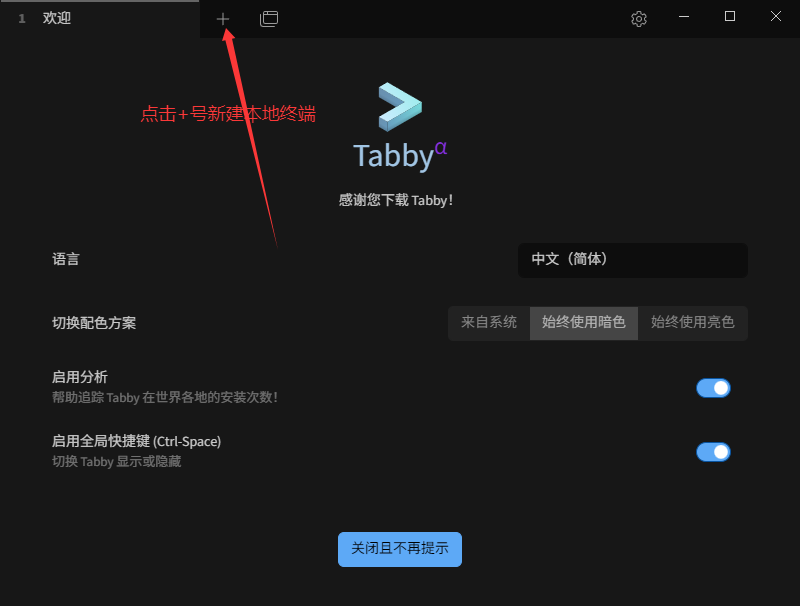 1 欢迎
点击+号新建本地终端
Tabbyα
感谢您下载 Tabby！
语言 中文（简体）
切换配色方案 来自系统 始终使用暗色 始终使用亮色
启用分析
帮助追踪 Tabby 在世界各地的安装次数！
启用全局快捷键 (Ctrl-Space)
切换 Tabby 显示或隐藏
关闭且不再提示